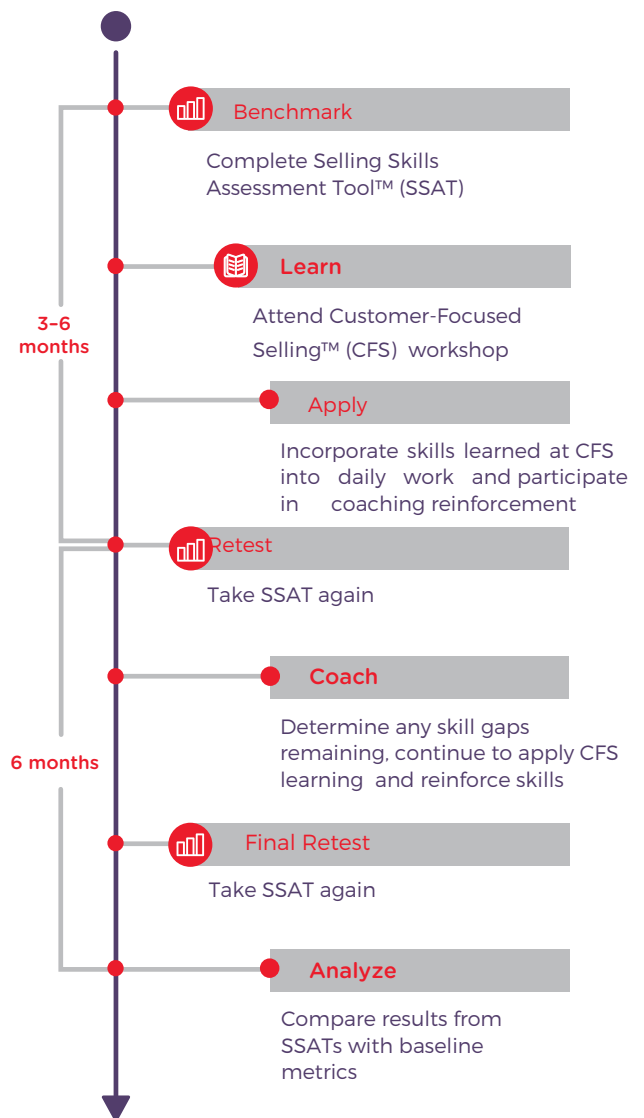 Benchmark
Complete Selling Skills
Assessment Tool™ (SSAT)
Learn
Attend Customer-Focused
Selling™ (CFS) workshop
3–6
months
Apply
Incorporate skills learned at CFS
into daily work and participate
in coaching reinforcement
Retest
Take SSAT again
Coach
Determine any skill gaps
remaining, continue to apply CFS
learning and reinforce skills
6 months
Final Retest
Take SSAT again
Analyze
Compare results from
SSATs with baseline
metrics